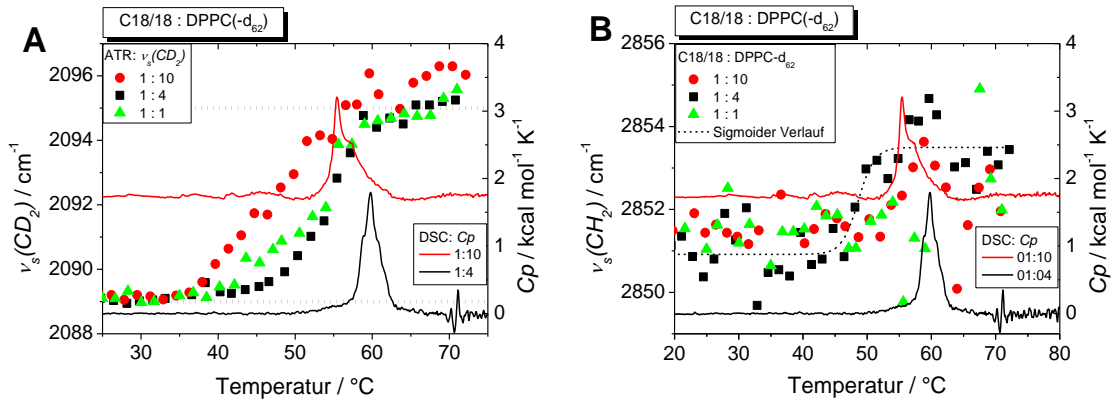 A
C18/18 : DPPC(-d62)
ATR: νs(CD2)
1 : 10
1 : 4
1 : 1
2096
2095
2093
2092
2090
2089
2088
νs(CD2) / cm-1
30
40
50
60
70
Temperatur / °C
4
3
2
1
0
Cp / kcal mol-1 K-1
DSC: Cp
1:10
1:4
B
C18/18 : DPPC(-d62)
C18/18 : DPPC-d62
1 : 10
1 : 4
1 : 1
Sigmoider Verlauf
2856
2854
2852
2850
νs(CH2) / cm-1
20
30
40
50
60
70
80
Temperatur / °C
4
3
2
1
0
Cp / kcal mol-1 K-1
DSC: Cp
01:10
01:04